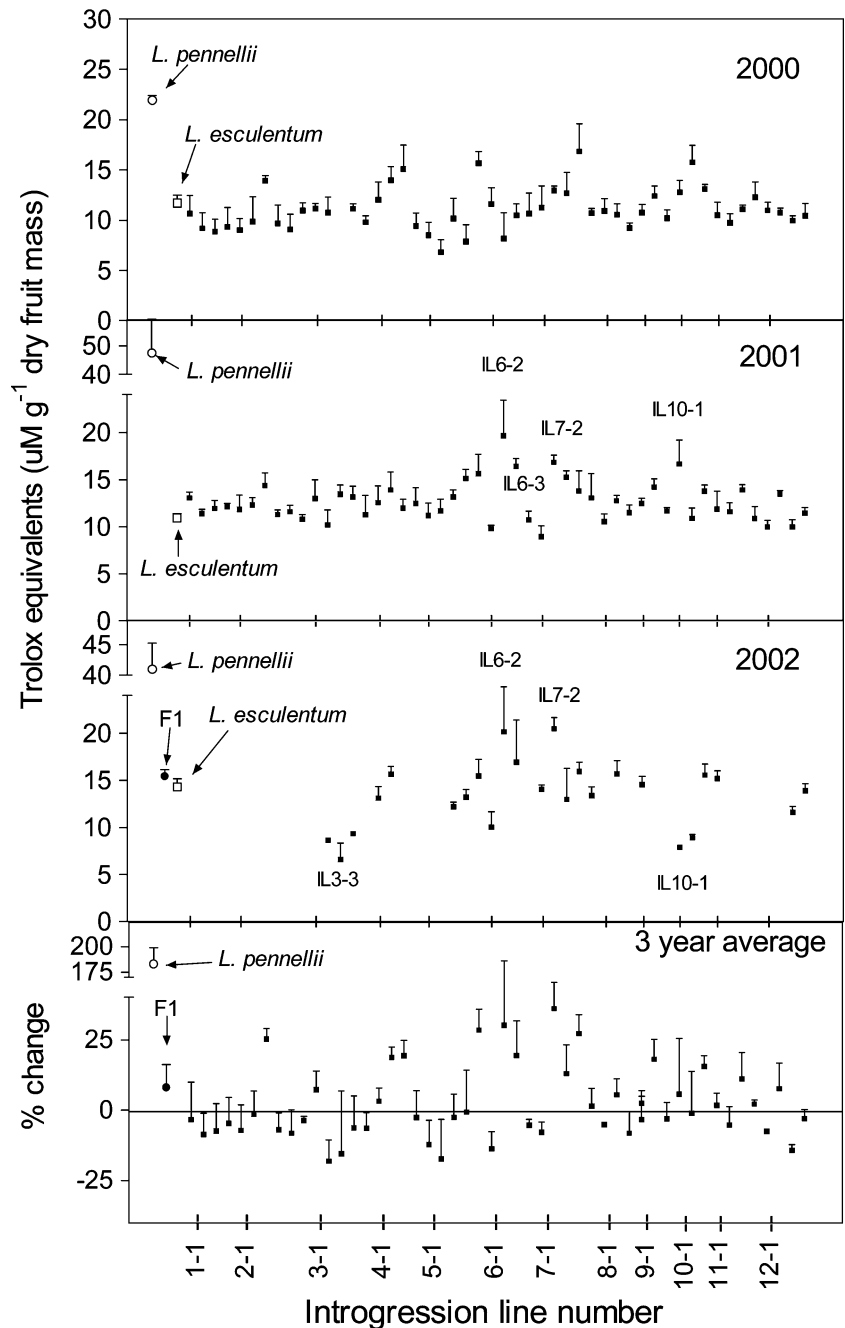 Trolox equivalents (uM g⁻¹ dry fruit mass)
30
25
20
15
10
5
0
L. pennellii
L. esculentum
2000
50
40
20
15
10
5
0
L. pennellii
2001
IL6-2
IL7-2
IL10-1
IL6-3
L. esculentum
45
40
20
15
10
5
0
L. pennellii
2002
IL6-2
IL7-2
F1
L. esculentum
IL3-3
IL10-1
% change
200
175
25
0
-25
L. pennellii
3 year average
F1
1-1
2-1
3-1
4-1
5-1
6-1
7-1
8-1
9-1
10-1
11-1
12-1
Introgression line number